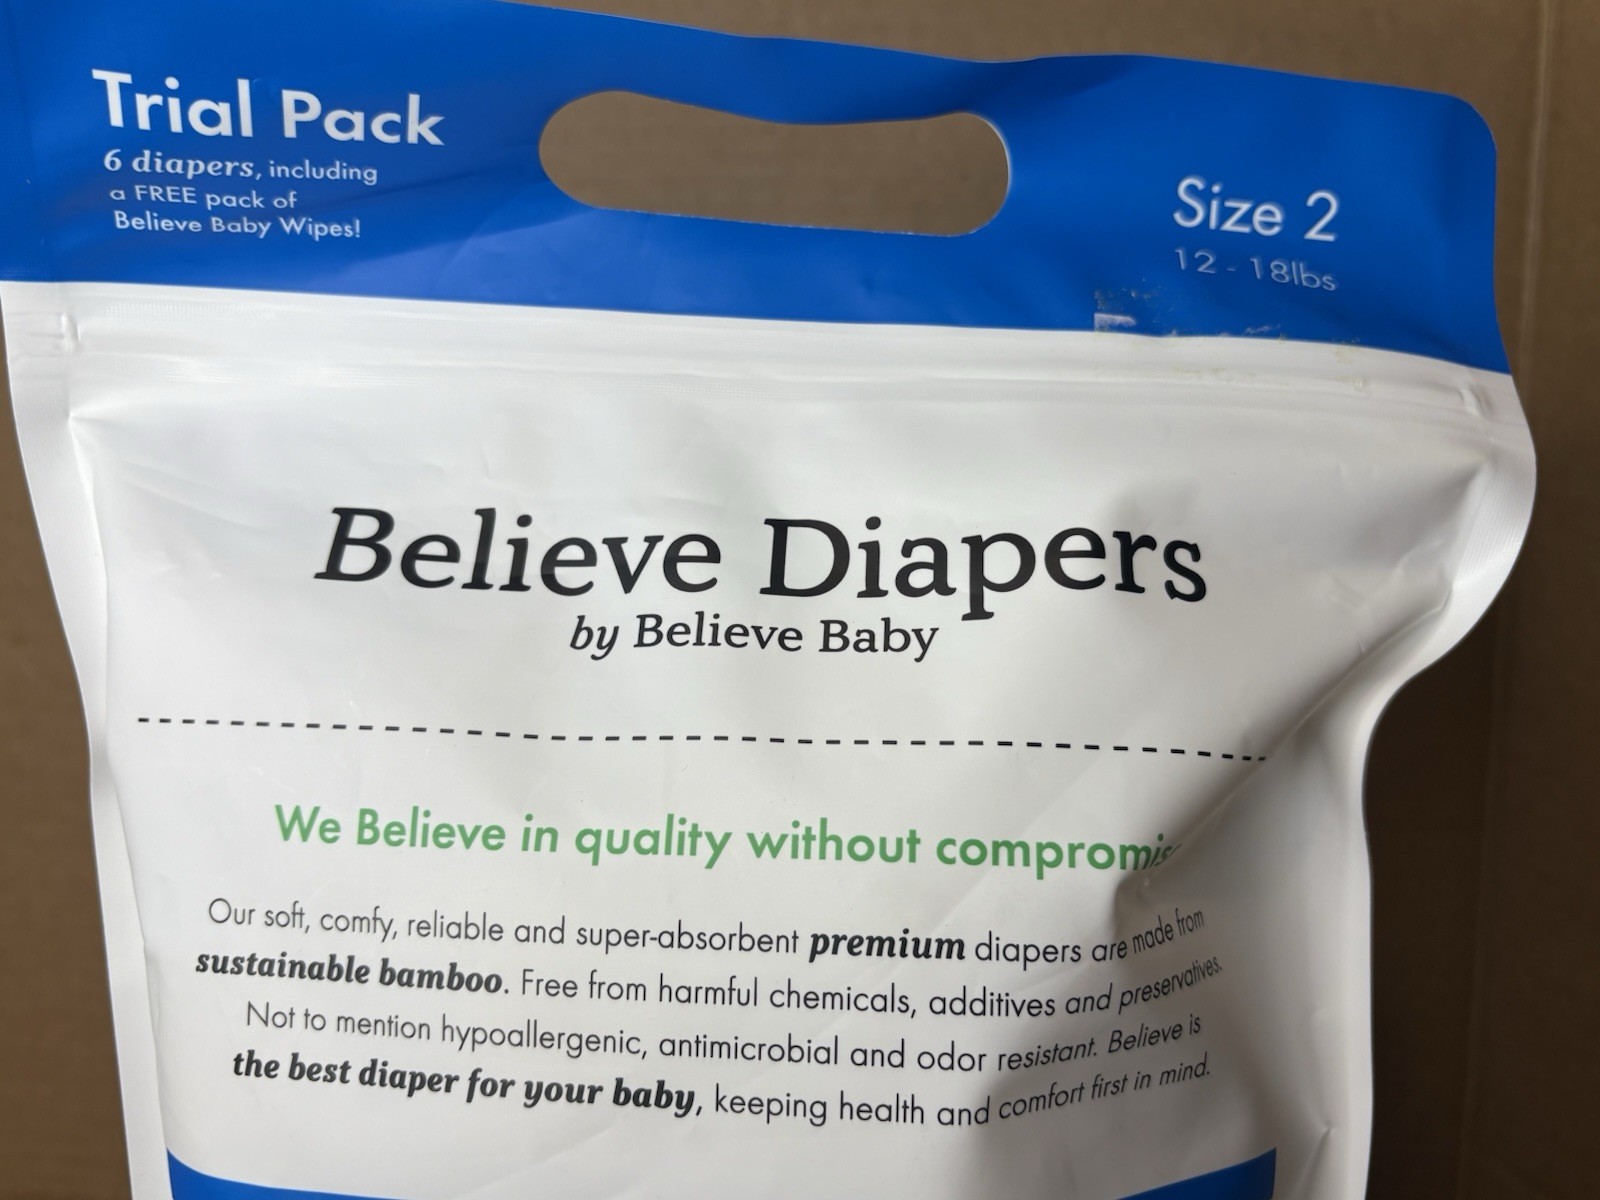 Trial Pack
6 diapers, including
a FREE pack of
Believe Baby Wipes!
Size 2
12 - 18lbs
Believe Diapers
by Believe Baby
We Believe in quality without compromis
Our soft, comfy, reliable and super-absorbent premium diapers are made from
sustainable bamboo. Free from harmful chemicals, additives and preservatives.
Not to mention hypoallergenic, antimicrobial and odor resistant. Believe is
the best diaper for your baby, keeping health and comfort first in mind.